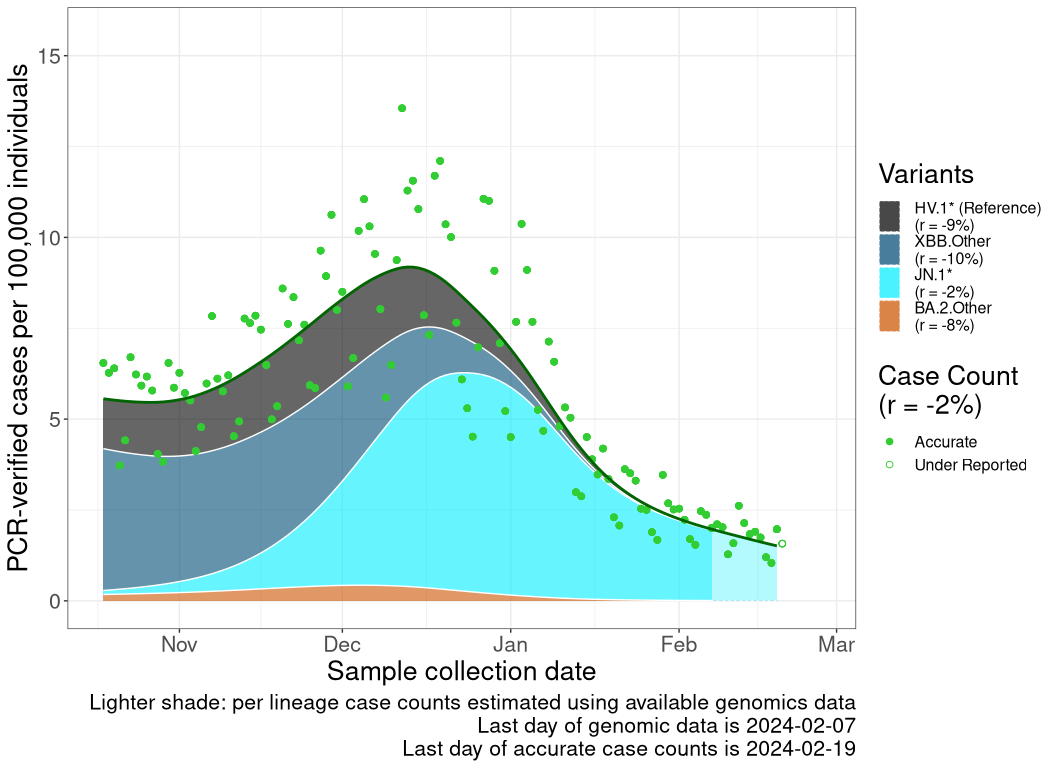 PCR-verified cases per 100,000 individuals
15
10
5
0
Nov
Dec
Jan
Feb
Mar
Sample collection date
Lighter shade: per lineage case counts estimated using available genomics data
Last day of genomic data is 2024-02-07
Last day of accurate case counts is 2024-02-19
Variants
HV.1* (Reference)
(r = -9%)
XBB.Other
(r = -10%)
JN.1*
(r = -2%)
BA.2.Other
(r = -8%)
Case Count
(r = -2%)
Accurate
Under Reported